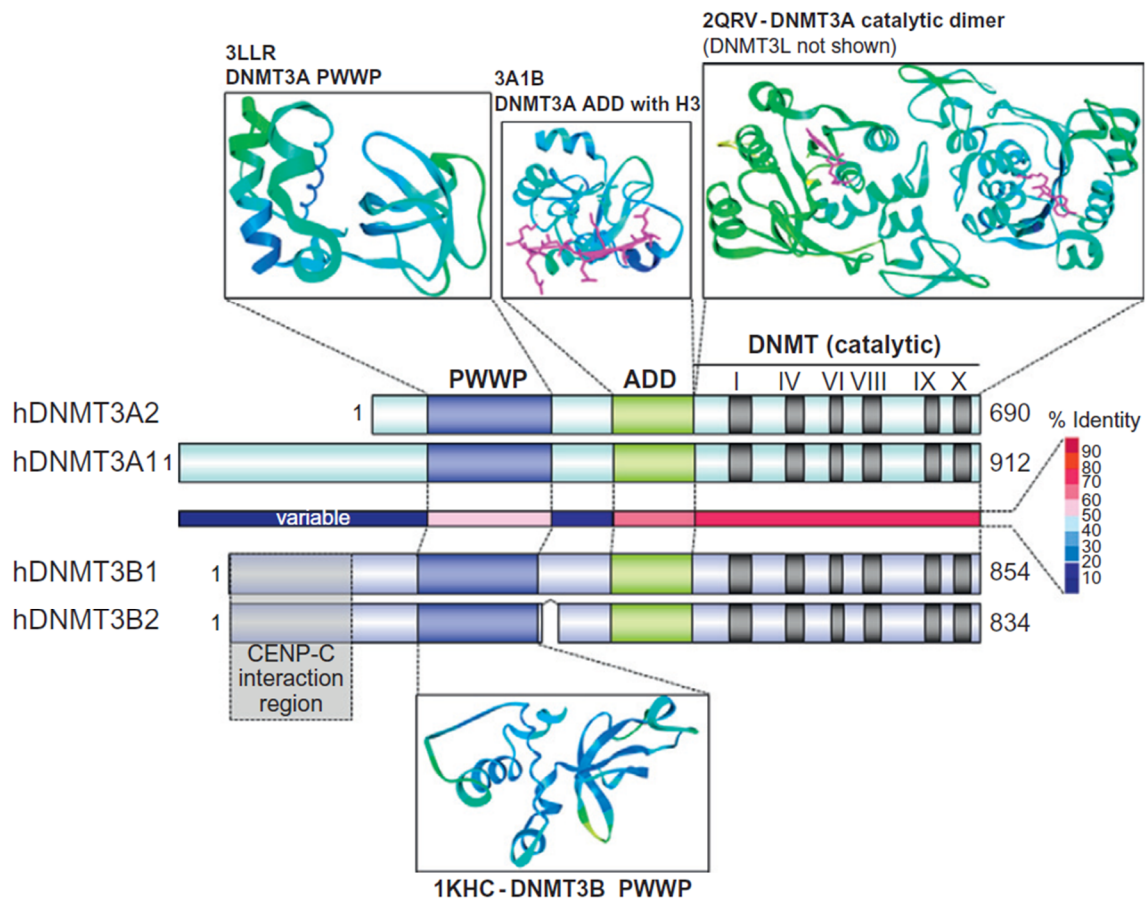 2QRV-DNMT3A catalytic dimer
(DNMT3L not shown)
3LLR
DNMT3A PWWP
3A1B
DNMT3A ADD with H3
DNMT (catalytic)
PWWP
ADD
I IV VI VIII IX X
hDNMT3A2 1 690
% Identity
hDNMT3A1 1 912
90
80
70
60
50
40
30
20
10
variable
hDNMT3B1 1 854
hDNMT3B2 1 834
CENP-C
interaction
region
1KHC-DNMT3B PWWP